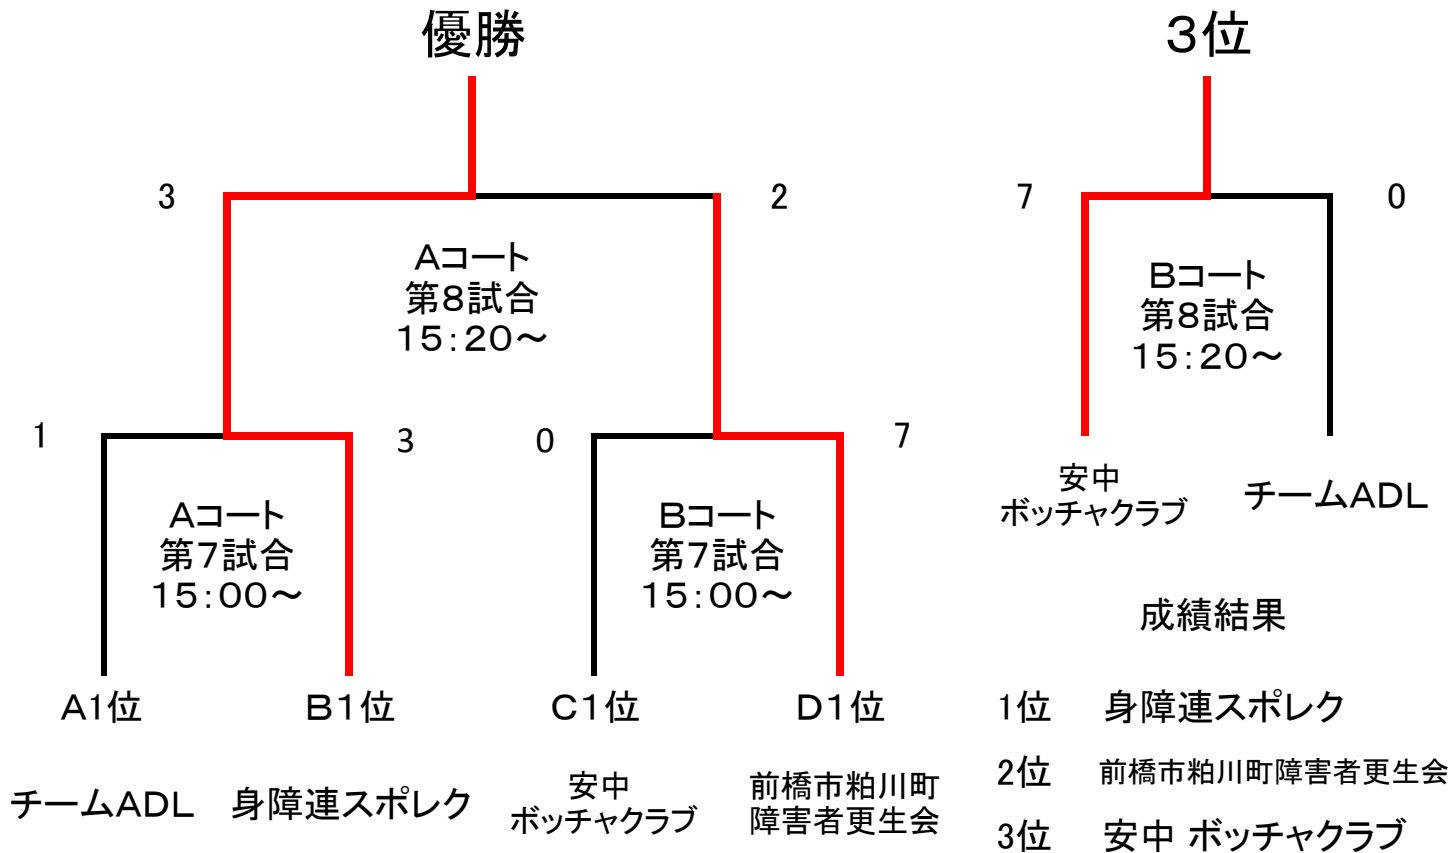 優勝
3位
3
2
7
0
Aコート
第8試合
15:20～
Bコート
第8試合
15:20～
1
3
0
7
Aコート
第7試合
15:00～
Bコート
第7試合
15:00～
安中
ボッチャクラブ
チームADL
成績結果
A1位
B1位
C1位
D1位
チームADL
身障連スポレク
安中
ボッチャクラブ
前橋市粕川町
障害者更生会
1位 身障連スポレク
2位 前橋市粕川町障害者更生会
3位 安中 ボッチャクラブ